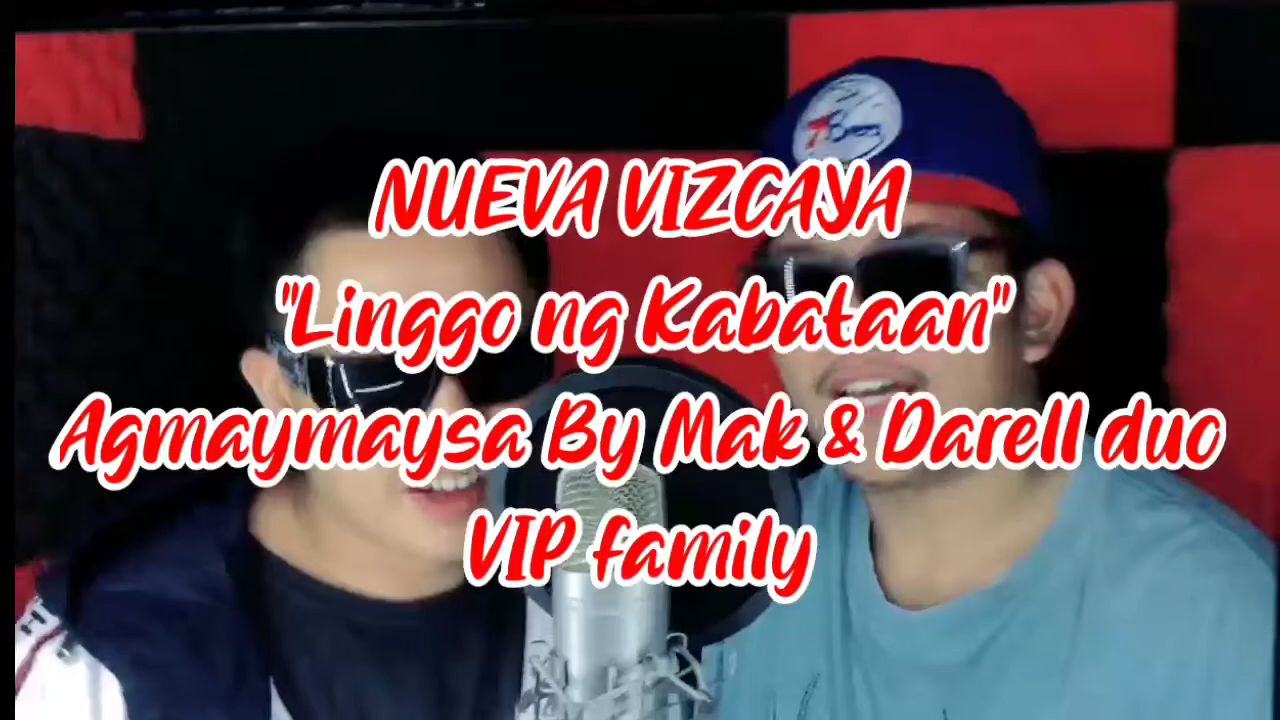 NUEVA VIZCAYA
"Linggo ng Kabataan"
Agmaymaysa By Mak & Darell duo
VIP family